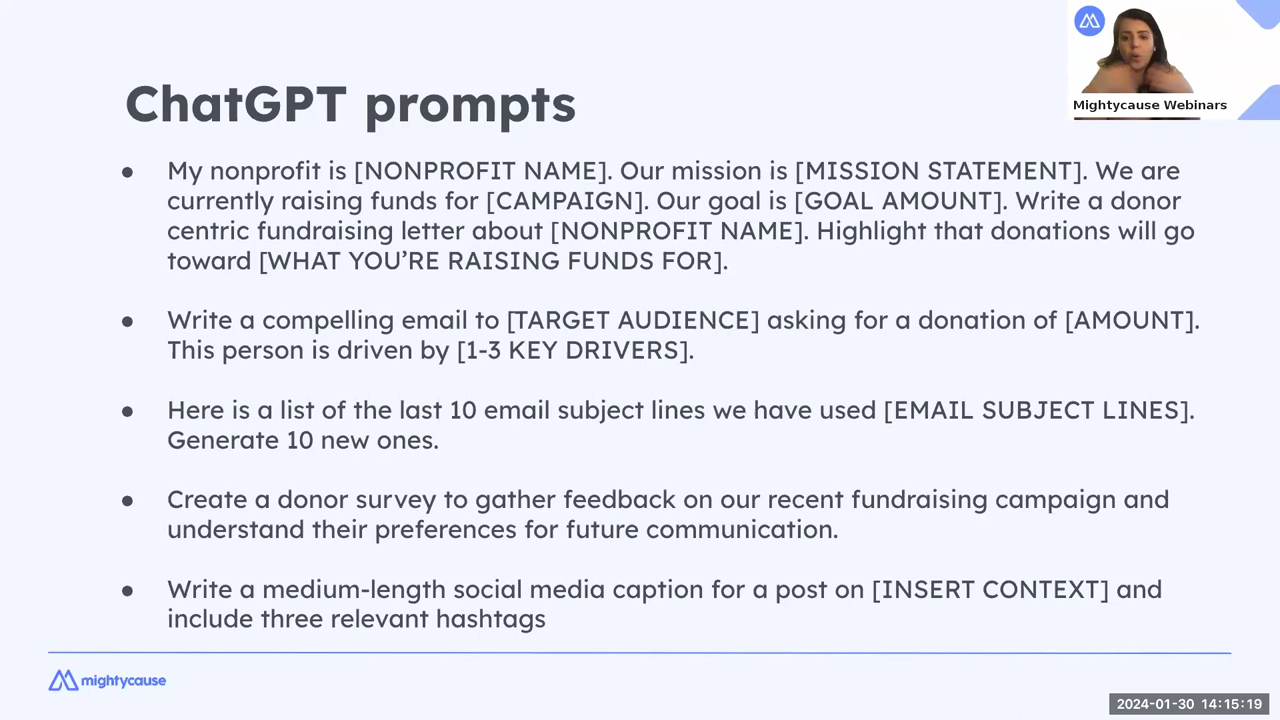 Mightycause Webinars
ChatGPT prompts
● My nonprofit is [NONPROFIT NAME]. Our mission is [MISSION STATEMENT]. We are
currently raising funds for [CAMPAIGN]. Our goal is [GOAL AMOUNT]. Write a donor
centric fundraising letter about [NONPROFIT NAME]. Highlight that donations will go
toward [WHAT YOU’RE RAISING FUNDS FOR].
● Write a compelling email to [TARGET AUDIENCE] asking for a donation of [AMOUNT].
This person is driven by [1-3 KEY DRIVERS].
● Here is a list of the last 10 email subject lines we have used [EMAIL SUBJECT LINES].
Generate 10 new ones.
● Create a donor survey to gather feedback on our recent fundraising campaign and
understand their preferences for future communication.
● Write a medium-length social media caption for a post on [INSERT CONTEXT] and
include three relevant hashtags
mightycause
2024-01-30 14:15:19